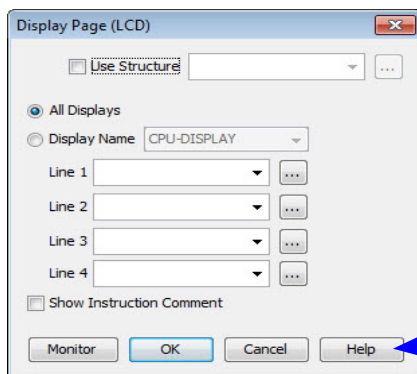 Display Page (LCD)
Use Structure
...
All Displays
Display Name CPU-DISPLAY
Line 1 ...
Line 2 ...
Line 3 ...
Line 4 ...
Show Instruction Comment
Monitor OK Cancel Help